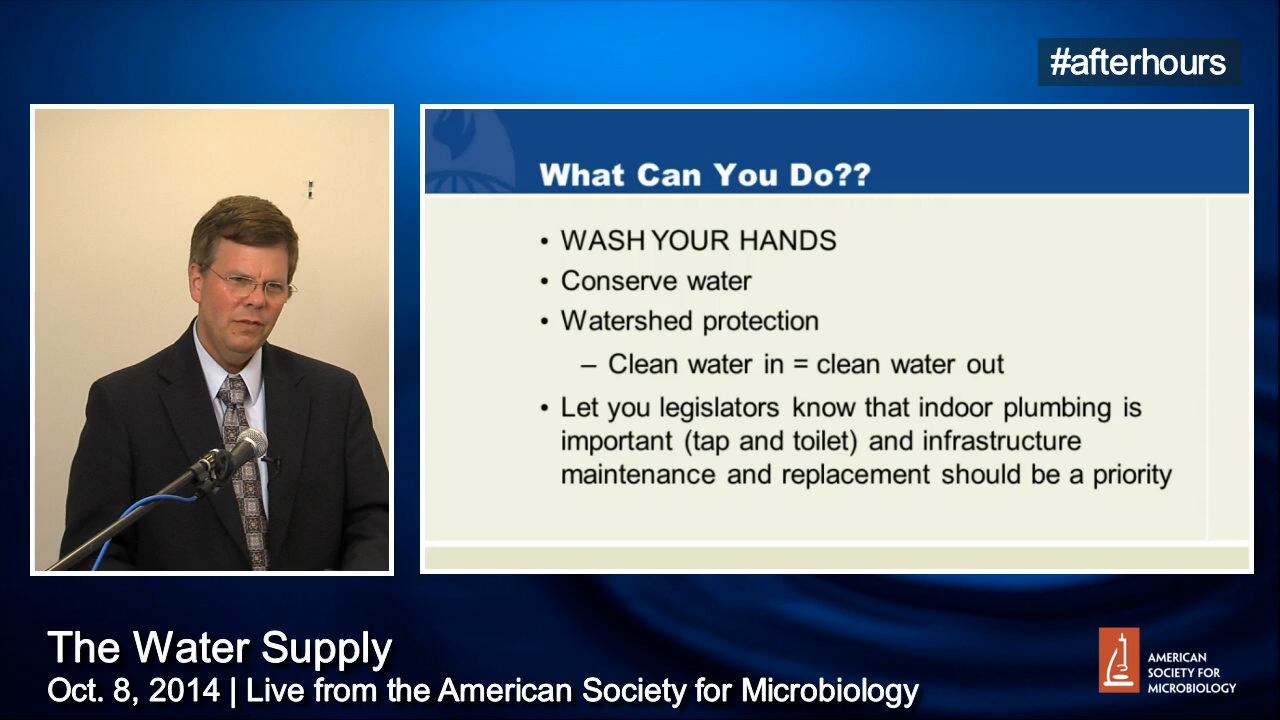 #afterhours
What Can You Do??
• WASH YOUR HANDS
• Conserve water
• Watershed protection
– Clean water in = clean water out
• Let you legislators know that indoor plumbing is
important (tap and toilet) and infrastructure
maintenance and replacement should be a priority
The Water Supply
Oct. 8, 2014 | Live from the American Society for Microbiology
AMERICAN
SOCIETY FOR
MICROBIOLOGY